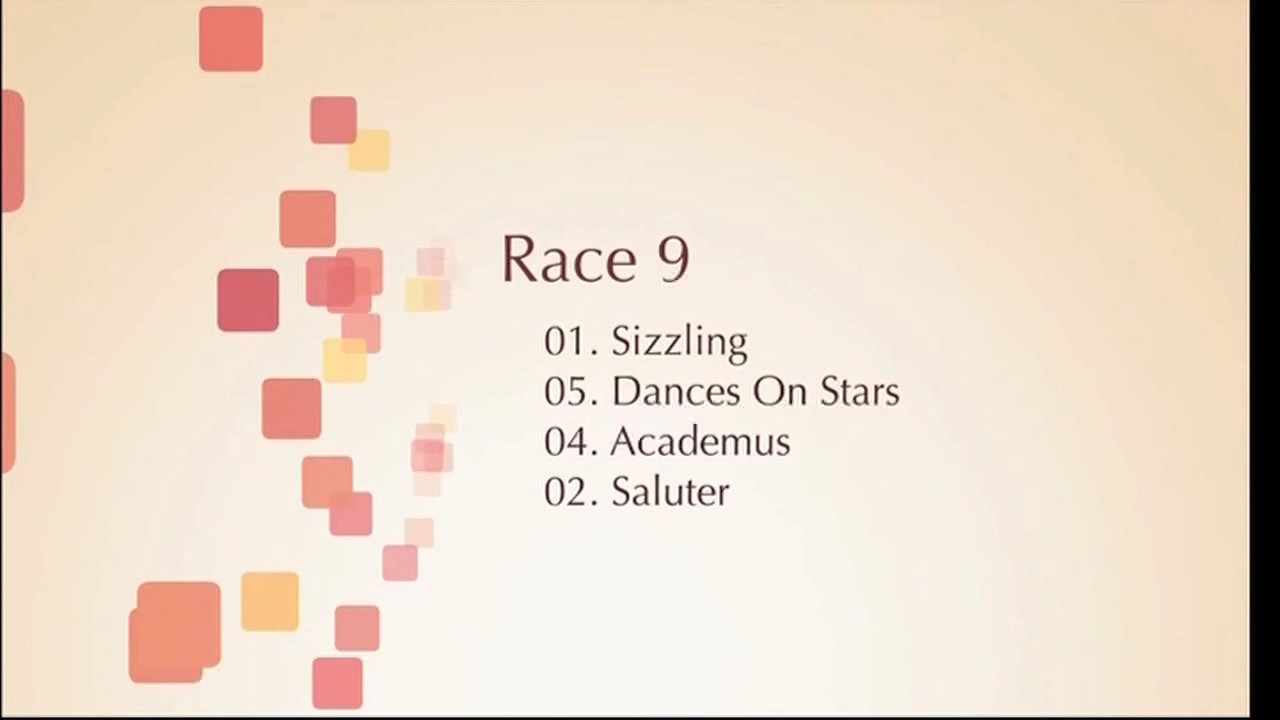 Race 9
01. Sizzling
05. Dances On Stars
04. Academus
02. Saluter